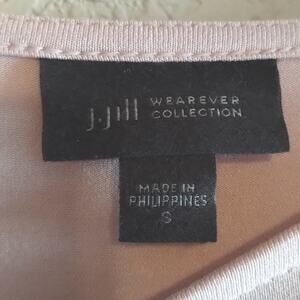 J.Jill WEAREVER
COLLECTION
MADE IN
PHILIPPINES
S